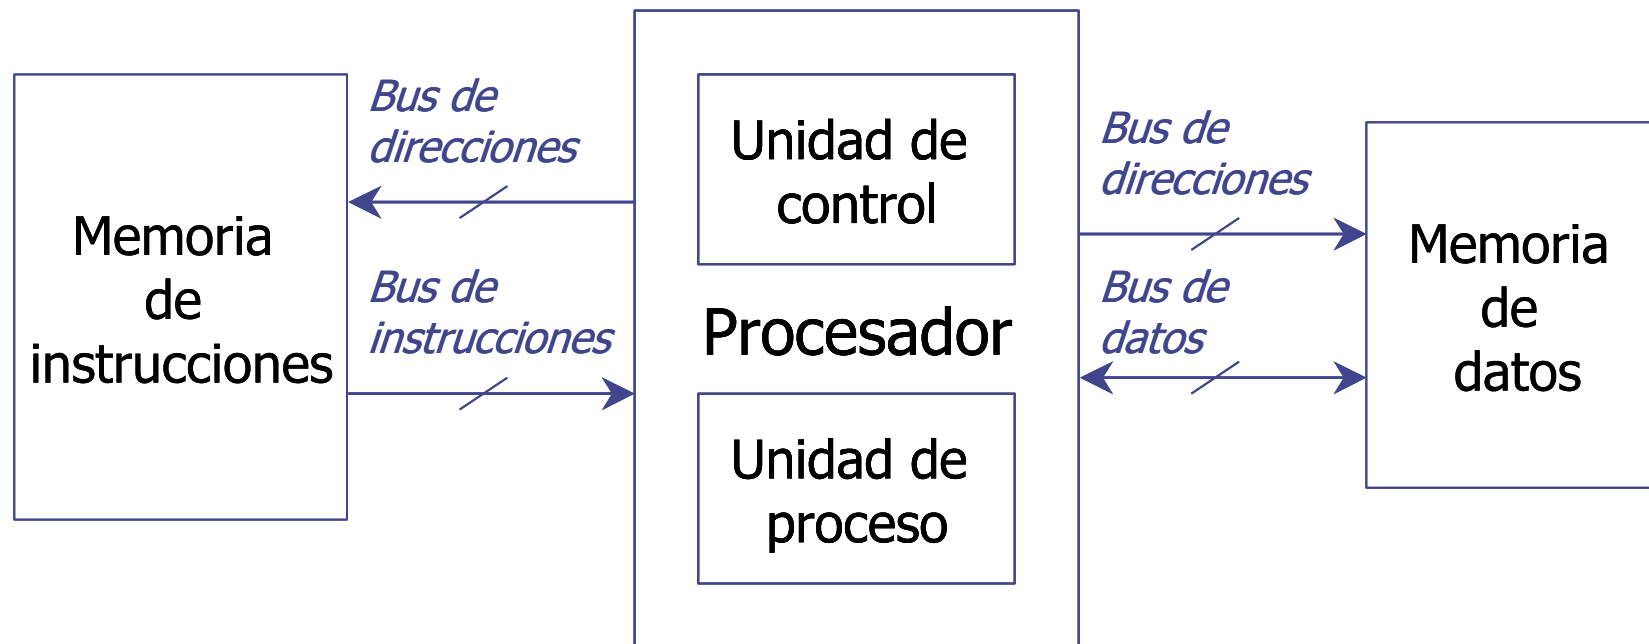 Memoria
de
instrucciones
Bus de
direcciones
Bus de
instrucciones
Unidad de
control
Procesador
Unidad de
proceso
Bus de
direcciones
Bus de
datos
Memoria
de
datos